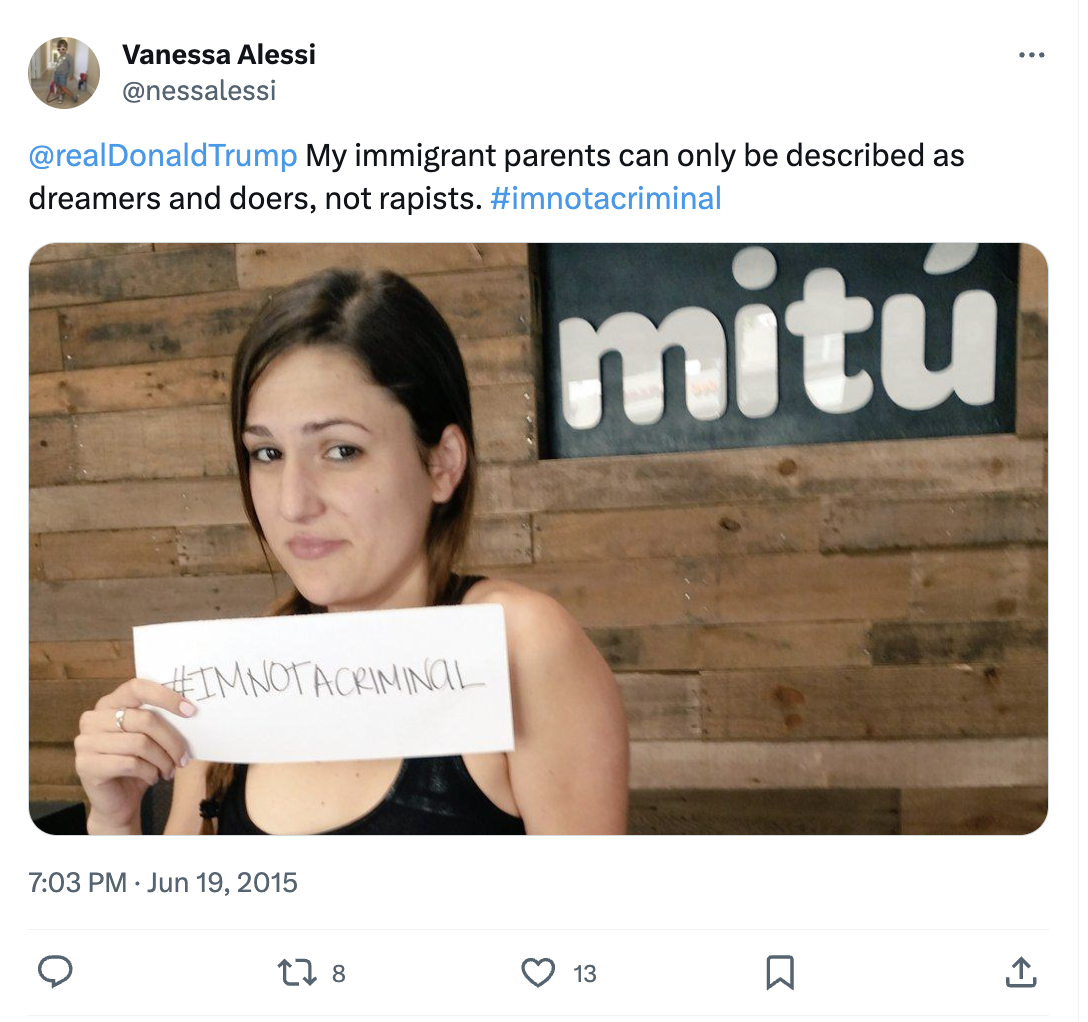 Vanessa Alessi
@nessalessi
@realDonaldTrump My immigrant parents can only be described as
dreamers and doers, not rapists. #imnotacriminal
mitú
#IMNOTACRIMINAL
7:03 PM · Jun 19, 2015
8
13